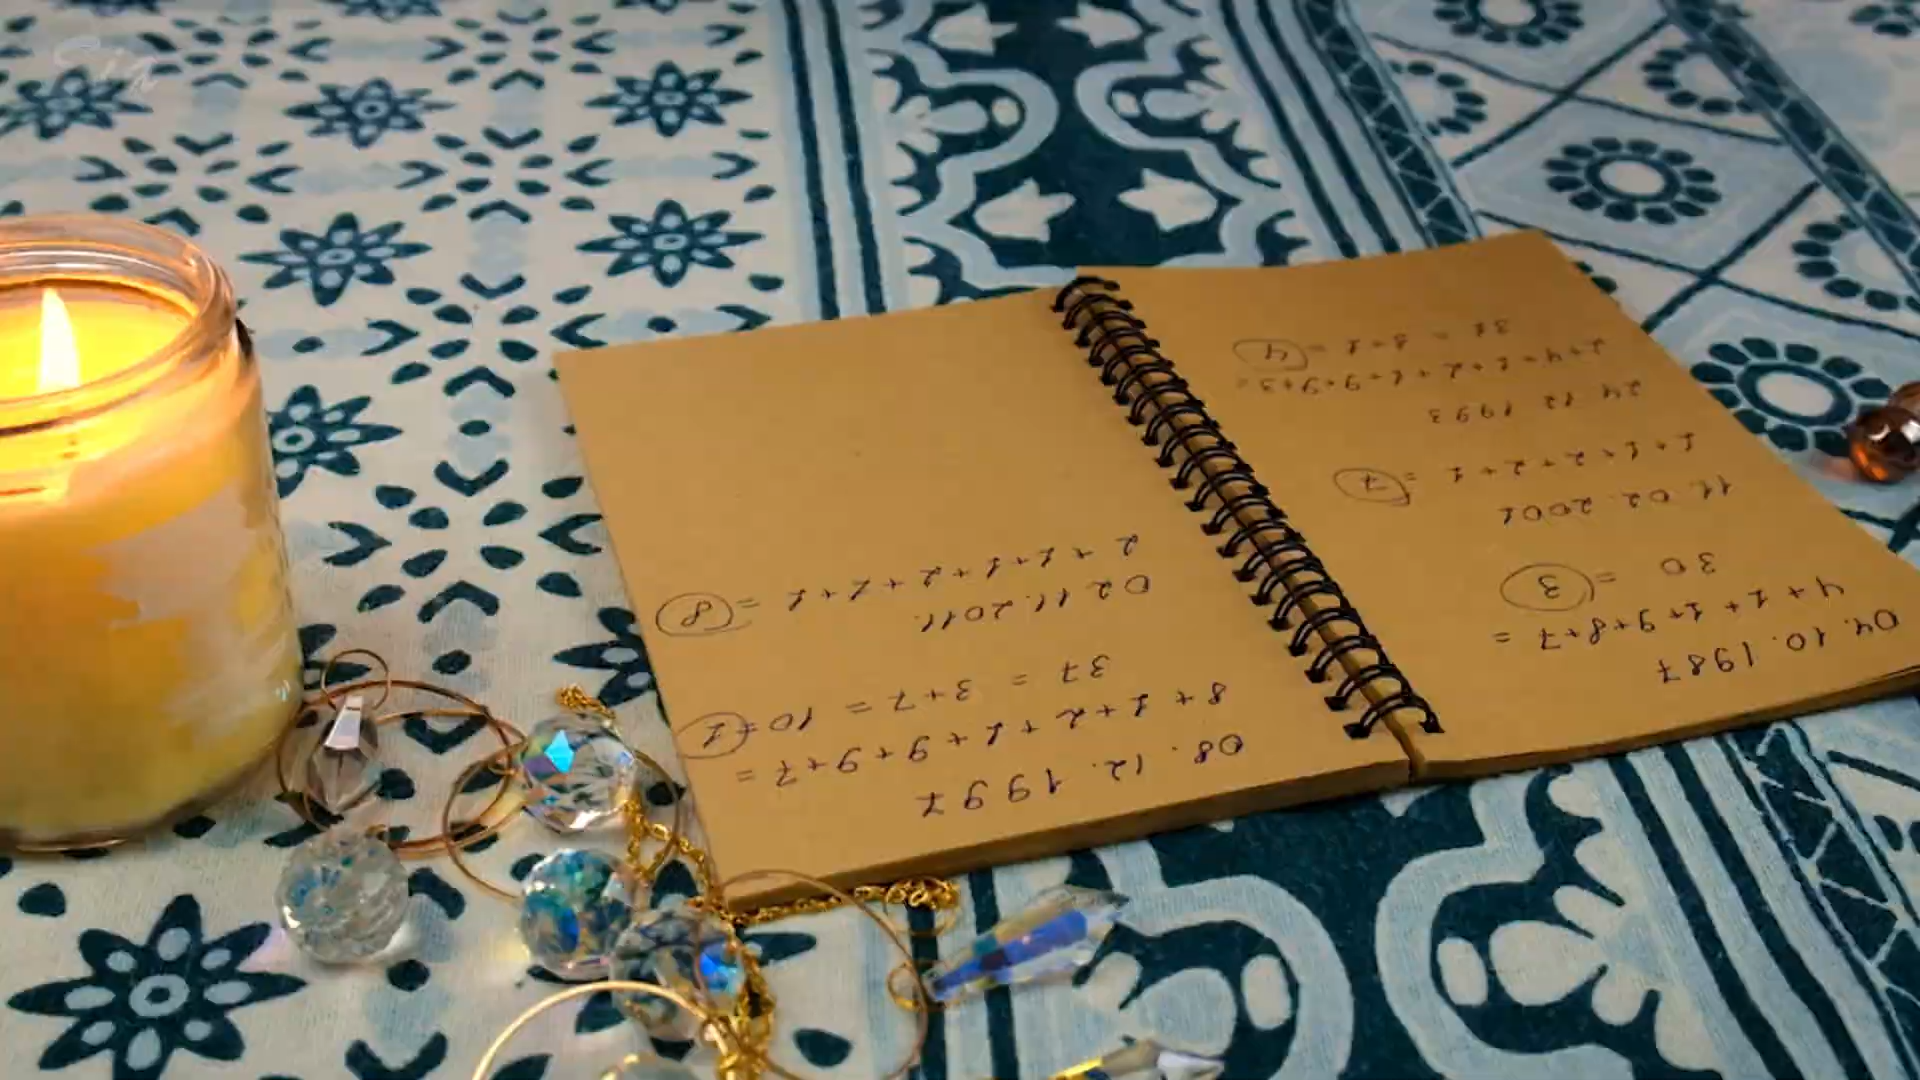 04.10.1987
4+1+1+9+8+7 =
30 = 3
11.02.2001
1+1+2+2+1 = 7
24 12 1993
2+4+1+2+1+9+9+3=
31 = 3+1 = 4
08.12.1997
8+1+2+1+9+9+7 =
37 = 3+7 = 10=1
02.11.2011.
2+1+1+2+1+1 = 8